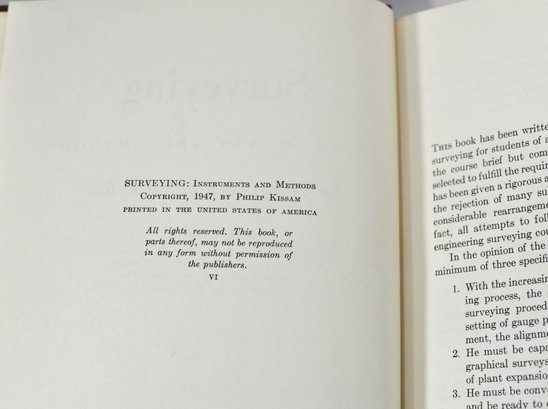 SURVEYING: INSTRUMENTS AND METHODS
COPYRIGHT, 1947, BY PHILIP KISSAM
PRINTED IN THE UNITED STATES OF AMERICA
All rights reserved. This book, or
parts thereof, may not be reproduced
in any form without permission of
the publishers.
VI
THIS book has been written
surveying for students of
the course brief but com
selected to fulfill the requir
has been given a rigorous a
the rejection of many su
considerable rearrangeme
fact, all attempts to foll
engineering surveying cou
In the opinion of the
minimum of three specifi
1. With the increasin
ing process, the
surveying proced
setting of gauge p
ment, the alignme
2. He must be capa
graphical surveys
of plant expansio
3. He must be conv
and be ready to